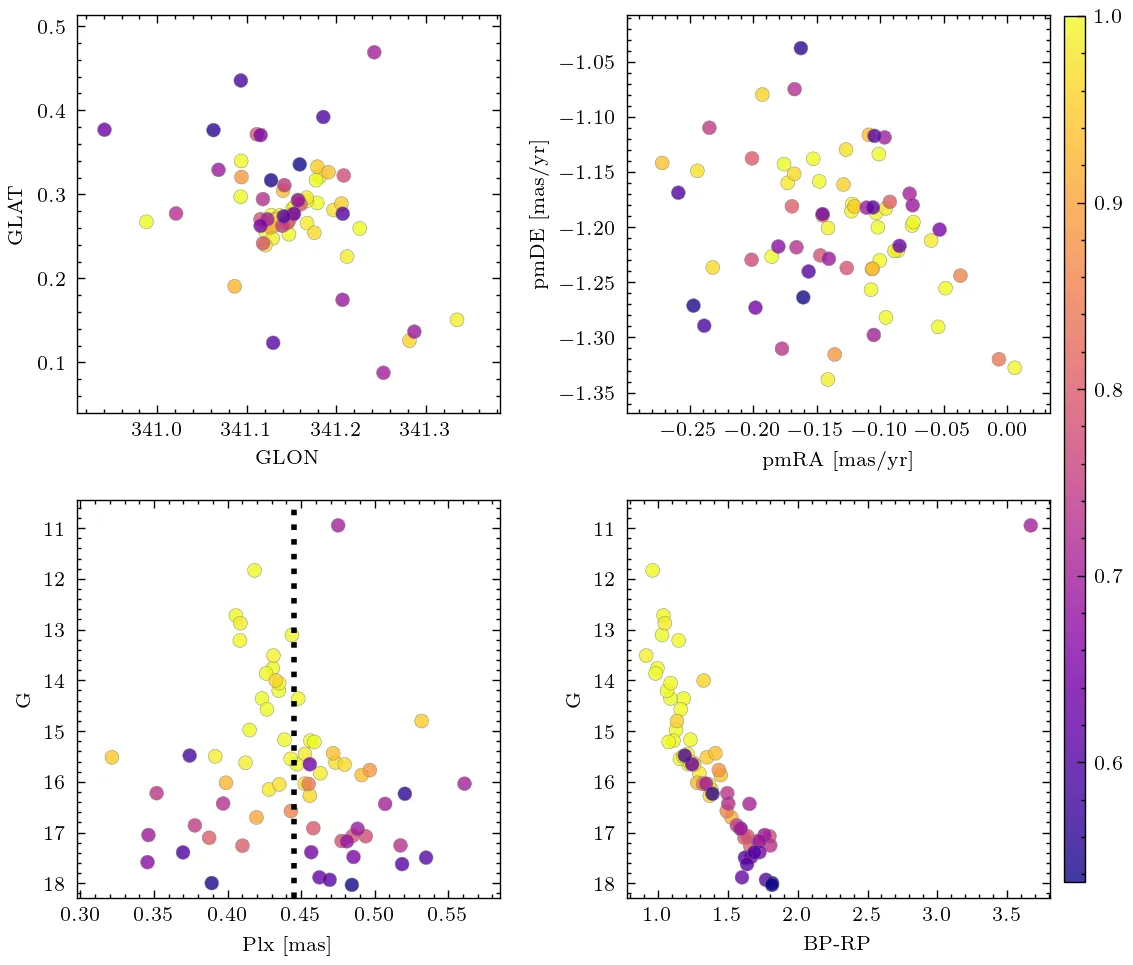 0.5
0.4
0.3
0.2
0.1
GLAT
341.0 341.1 341.2 341.3
GLON
−1.05
−1.10
−1.15
−1.20
−1.25
−1.30
−1.35
pmDE [mas/yr]
−0.25 −0.20 −0.15 −0.10 −0.05 0.00
pmRA [mas/yr]
1.0
0.9
0.8
0.7
0.6
11
12
13
14
15
16
17
18
G
0.30 0.35 0.40 0.45 0.50 0.55
Plx [mas]
11
12
13
14
15
16
17
18
G
1.0 1.5 2.0 2.5 3.0 3.5
BP-RP